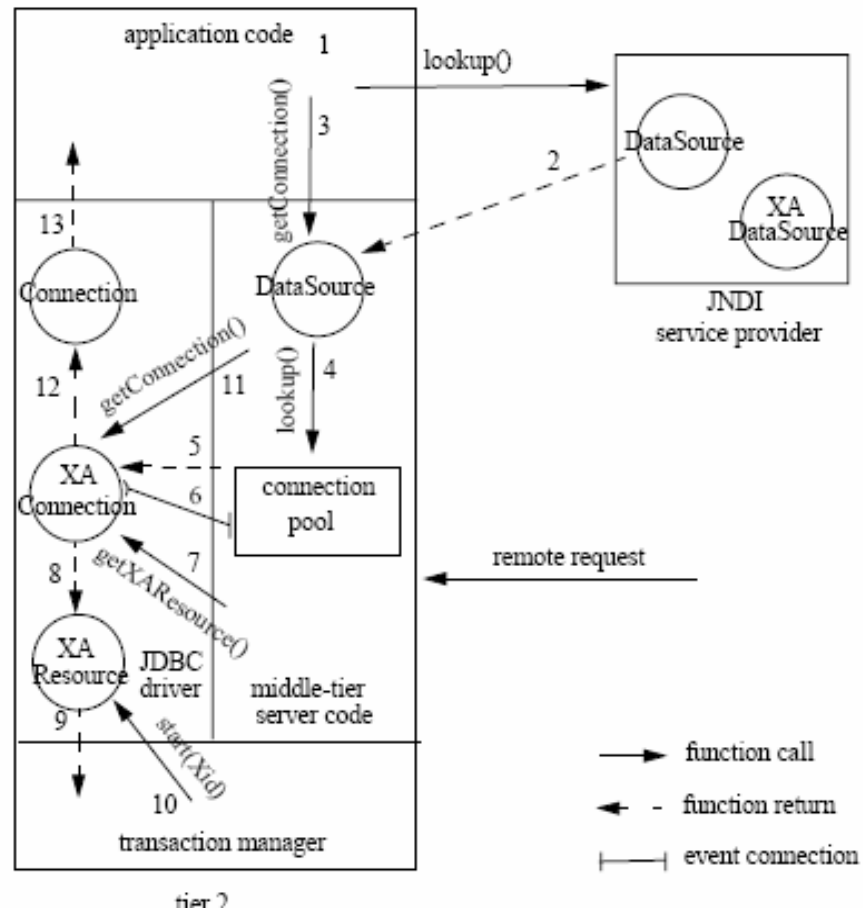 application code
1
lookup()
getConnection()
3
DataSource
2
XA
DataSource
JNDI
service provider
13
Connection
DataSource
getConnection()
12
11
lookup()
4
5
XA
Connection
6
connection
pool
7
getXAResource()
8
remote request
XA
Resource
JDBC
driver
middle-tier
server code
9
start(Xid)
10
transaction manager
function call
function return
event connection
tier 2